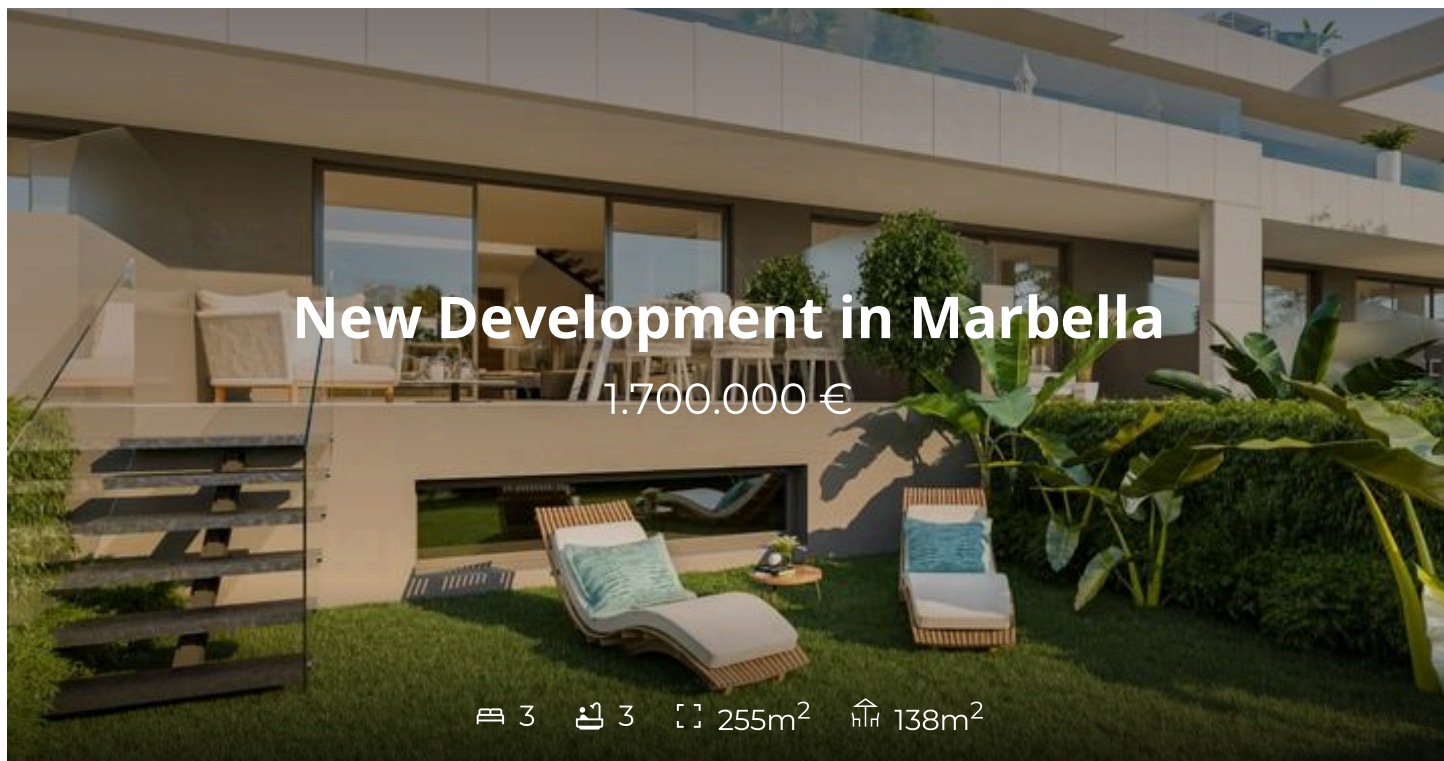 New Development in Marbella
1.700.000 €
3 3 255m² 138m²